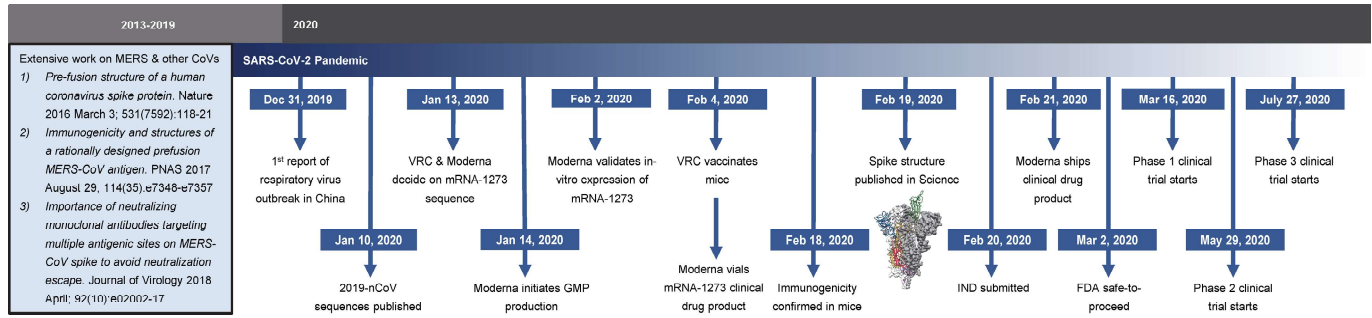 2013-2019
2020
Extensive work on MERS & other CoVs
1) Pre-fusion structure of a human
coronavirus spike protein. Nature
2016 March 3; 531(7592):118-21
2) Immunogenicity and structures of
a rationally designed prefusion
MERS-CoV antigen. PNAS 2017
August 29, 114(35).e7348-e7357
3) Importance of neutralizing
monoclonal antibodies targeting
multiple antigenic sites on MERS-
CoV spike to avoid neutralization
escape. Journal of Virology 2018
April; 92(10):e02002-17
SARS-CoV-2 Pandemic
Dec 31, 2019
1st report of
respiratory virus
outbreak in China
Jan 10, 2020
2019-nCoV
sequences published
Jan 13, 2020
VRC & Moderna
decide on mRNA-1273
sequence
Jan 14, 2020
Moderna initiates GMP
production
Feb 2, 2020
Moderna validates in-
vitro expression of
mRNA-1273
Feb 4, 2020
VRC vaccinates
mice
Moderna vials
mRNA-1273 clinical
drug product
Feb 18, 2020
Immunogenicity
confirmed in mice
Feb 19, 2020
Spike structure
published in Science
Feb 20, 2020
IND submitted
Feb 21, 2020
Moderna ships
clinical drug
product
Mar 2, 2020
FDA safe-to-
proceed
Mar 16, 2020
Phase 1 clinical
trial starts
May 29, 2020
Phase 2 clinical
trial starts
July 27, 2020
Phase 3 clinical
trial starts